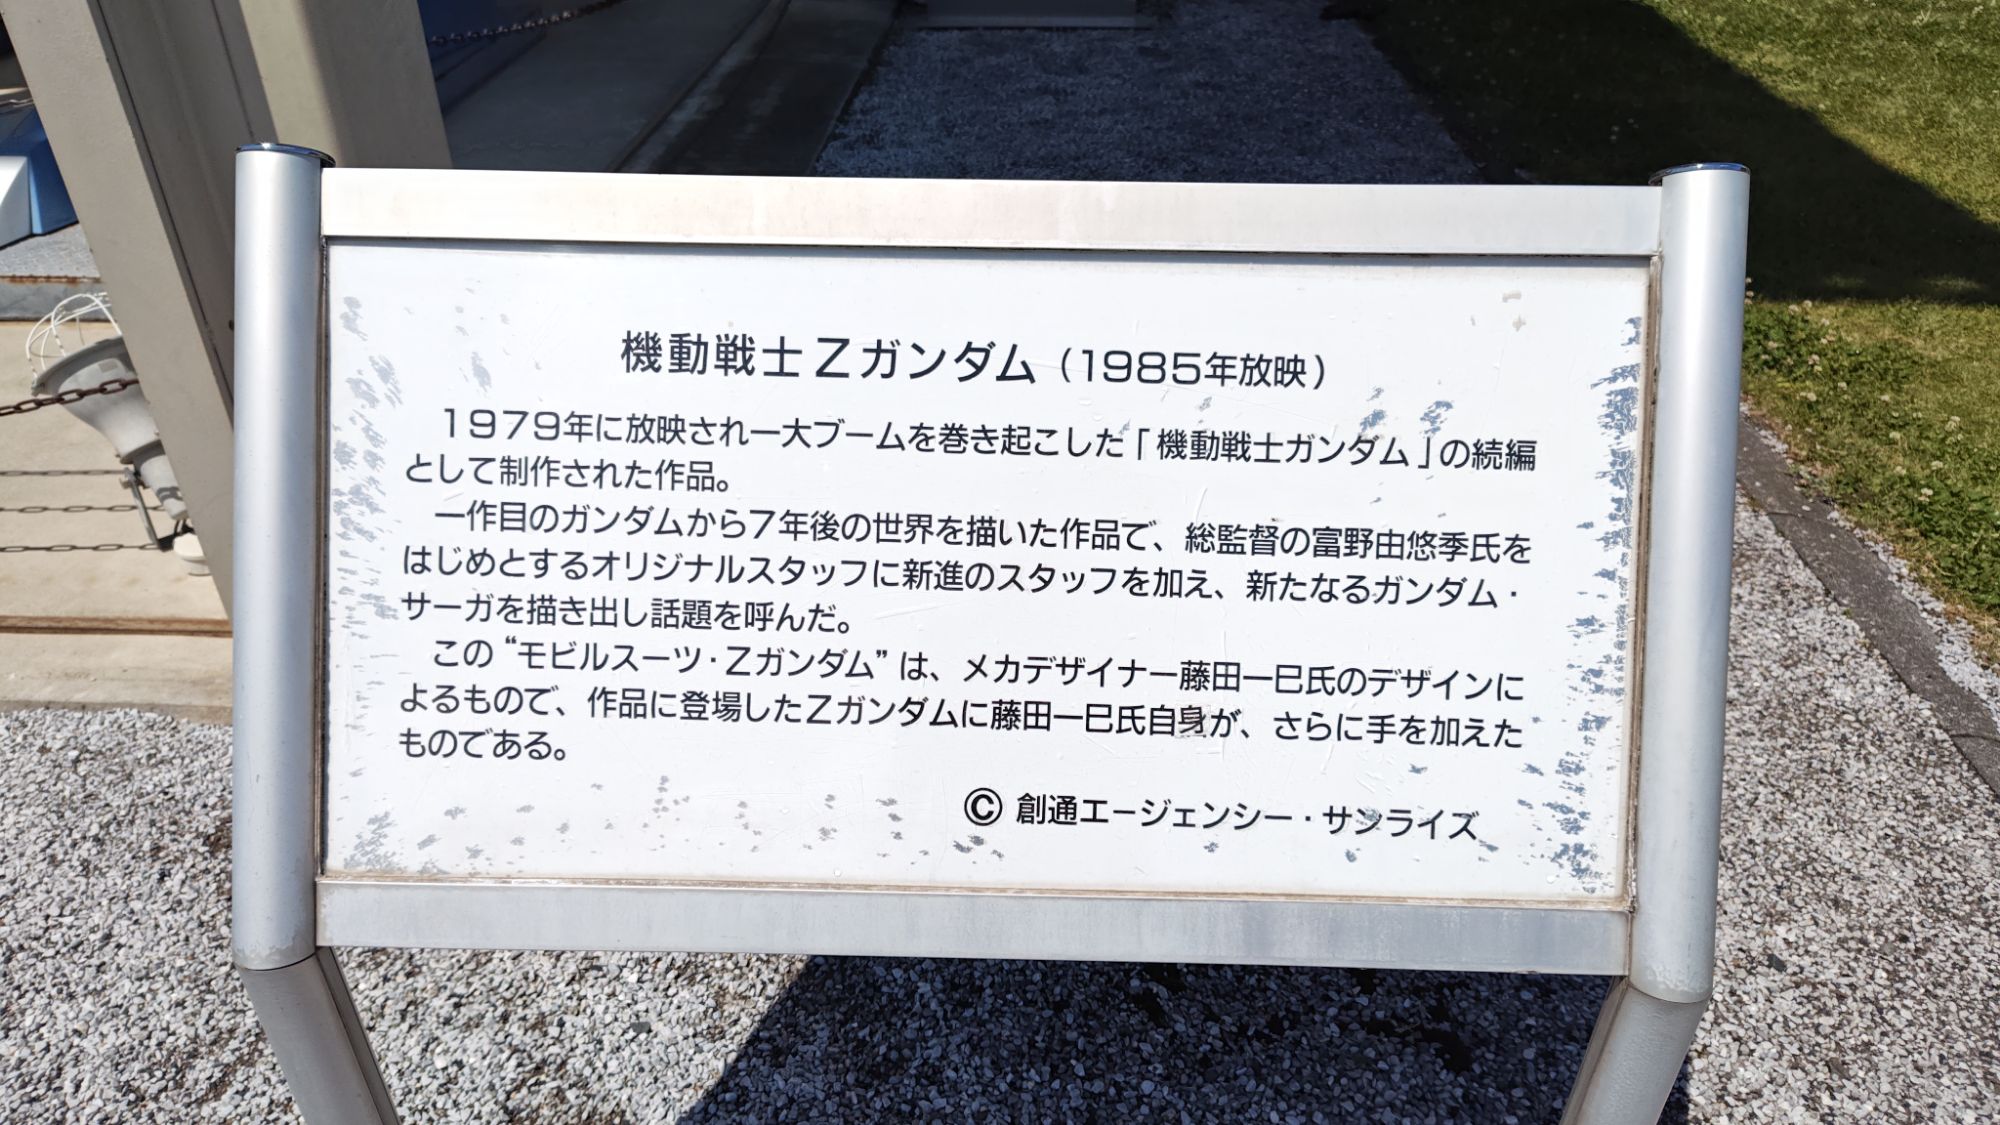 機動戦士Zガンダム（1985年放映）
1979年に放映され一大ブームを巻き起こした「機動戦士ガンダム」の続編
として制作された作品。
一作目のガンダムから7年後の世界を描いた作品で、総監督の富野由悠季氏を
はじめとするオリジナルスタッフに新進のスタッフを加え、新たなるガンダム・
サーガを描き出し話題を呼んだ。
この“モビルスーツ・Zガンダム”は、メカデザイナー藤田一巳氏のデザインに
よるもので、作品に登場したZガンダムに藤田一巳氏自身が、さらに手を加えた
ものである。
© 創通エージェンシー・サンライズ